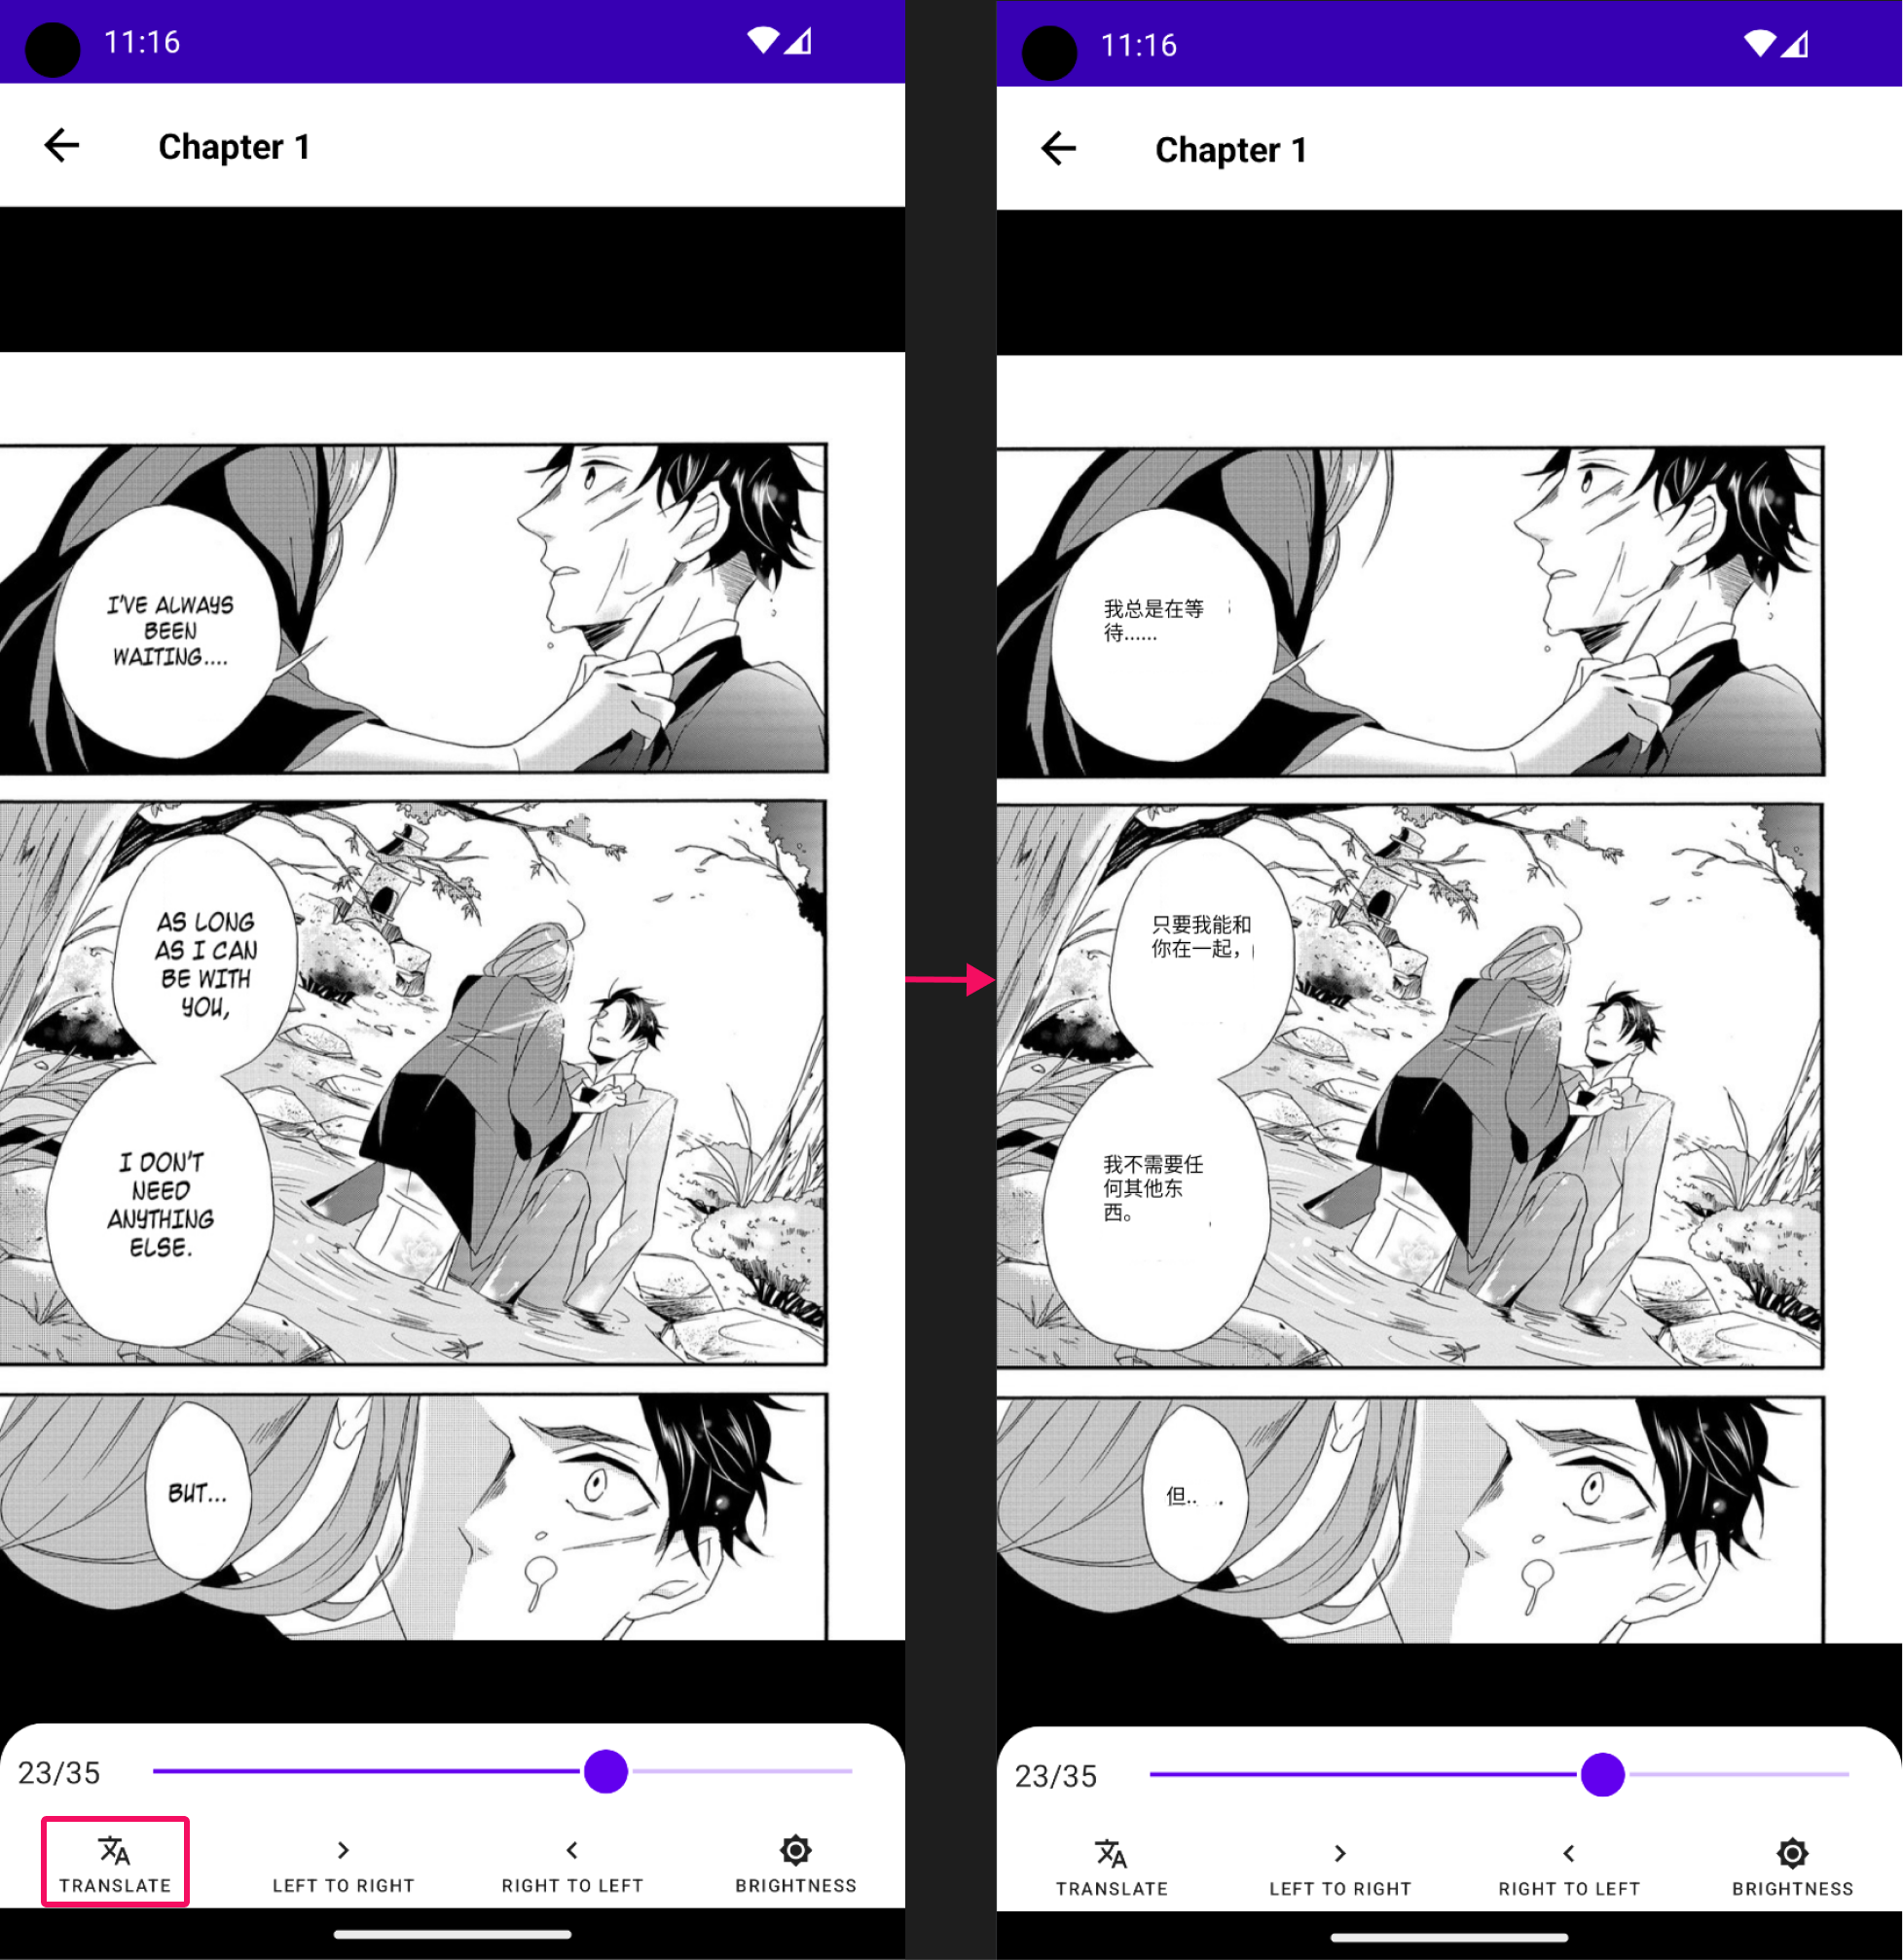 11:16
Chapter 1
I'VE ALWAYS
BEEN
WAITING....
AS LONG
AS I CAN
BE WITH
YOU,
I DON'T
NEED
ANYTHING
ELSE.
BUT...
23/35
TRANSLATE
LEFT TO RIGHT
RIGHT TO LEFT
BRIGHTNESS
11:16
Chapter 1
我总是在等
待......
只要我能和
你在一起，
我不需要任
何其他东
西。
但..
23/35
TRANSLATE
LEFT TO RIGHT
RIGHT TO LEFT
BRIGHTNESS